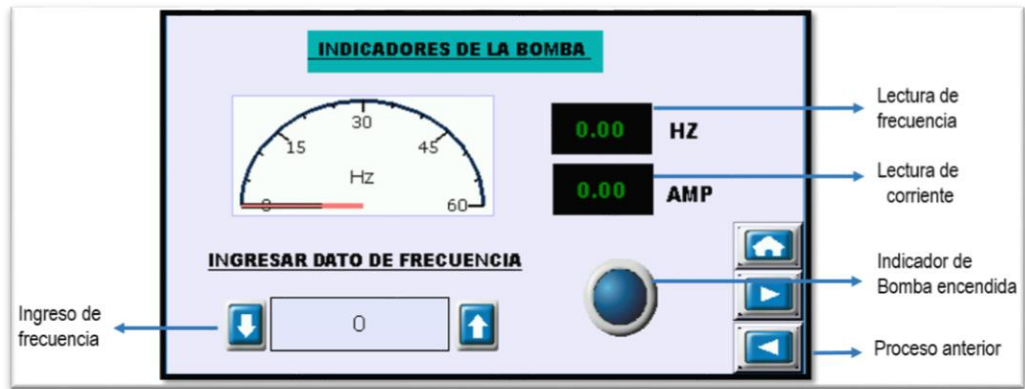 INDICADORES DE LA BOMBA
30
15
45
Hz
0
60
0.00 HZ
0.00 AMP
INGRESAR DATO DE FRECUENCIA
0
Lectura de
frecuencia
Lectura de
corriente
Indicador de
Bomba encendida
Proceso anterior
Ingreso de
frecuencia